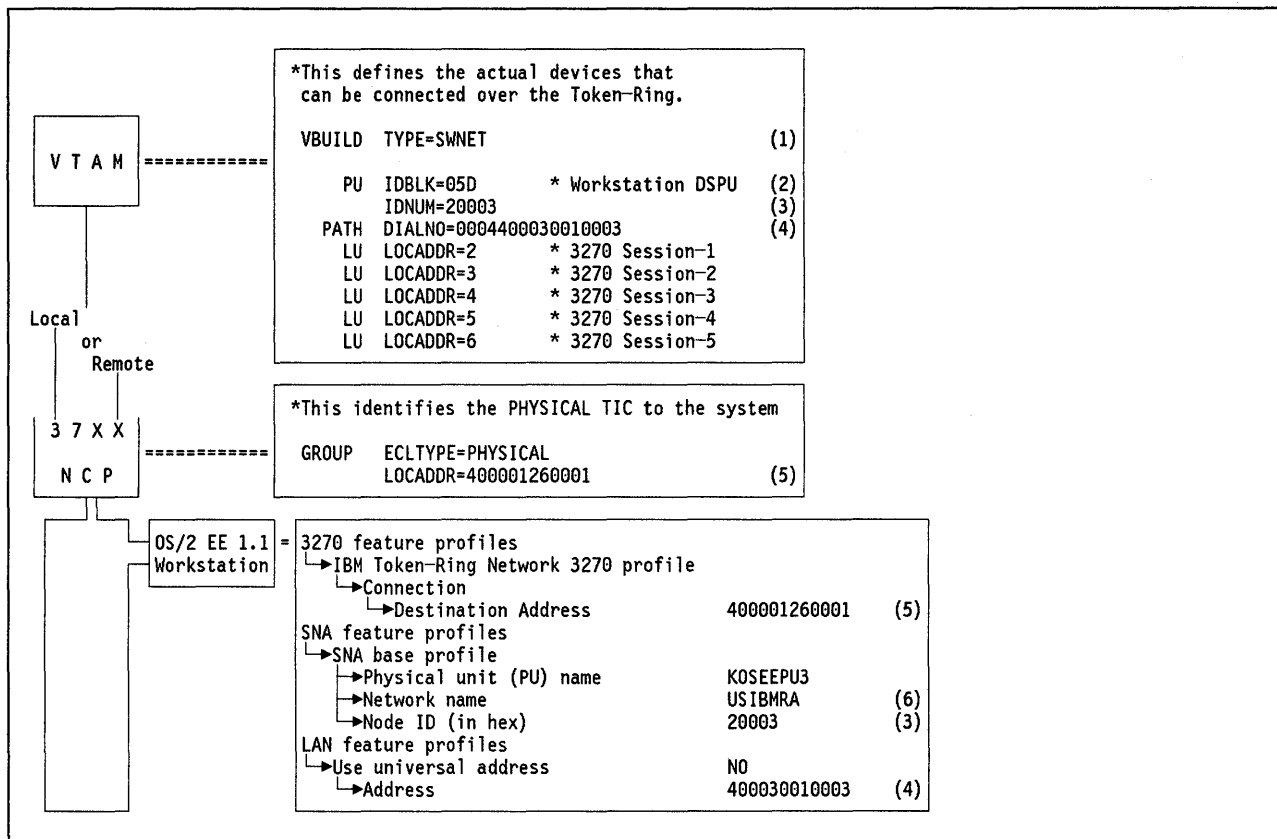 *This defines the actual devices that
can be connected over the Token-Ring.
VBUILD TYPE=SWNET (1)
V T A M ============
PU IDBLK=05D * Workstation DSPU (2)
IDNUM=20003 (3)
PATH DIALNO=0004400030010003 (4)
LU LOCADDR=2 * 3270 Session-1
LU LOCADDR=3 * 3270 Session-2
LU LOCADDR=4 * 3270 Session-3
LU LOCADDR=5 * 3270 Session-4
LU LOCADDR=6 * 3270 Session-5
Local
or
Remote
*This identifies the PHYSICAL TIC to the system
3 7 X X
============
N C P
GROUP ECLTYPE=PHYSICAL
LOCADDR=400001260001 (5)
OS/2 EE 1.1 =
Workstation
3270 feature profiles
IBM Token-Ring Network 3270 profile
Connection
Destination Address 400001260001 (5)
SNA feature profiles
SNA base profile
Physical unit (PU) name KOSEEPU3
Network name USIBMRA (6)
Node ID (in hex) 20003 (3)
LAN feature profiles
Use universal address NO
Address 400030010003 (4)